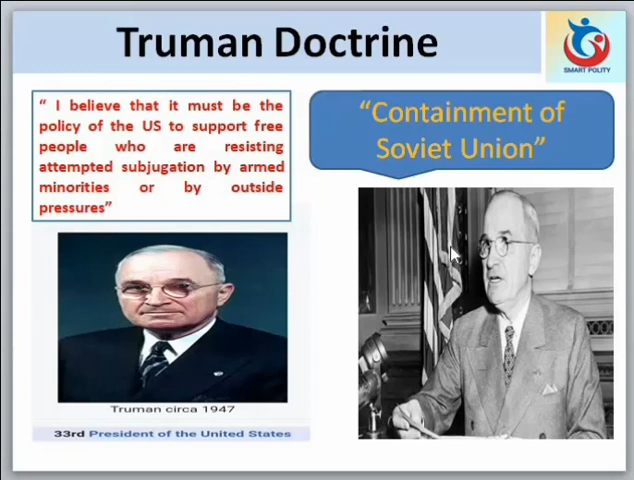 Truman Doctrine
SMART POLITY
“ I believe that it must be the
policy of the US to support free
people who are resisting
attempted subjugation by armed
minorities or by outside
pressures”
“Containment of
Soviet Union”
Truman circa 1947
33rd President of the United States